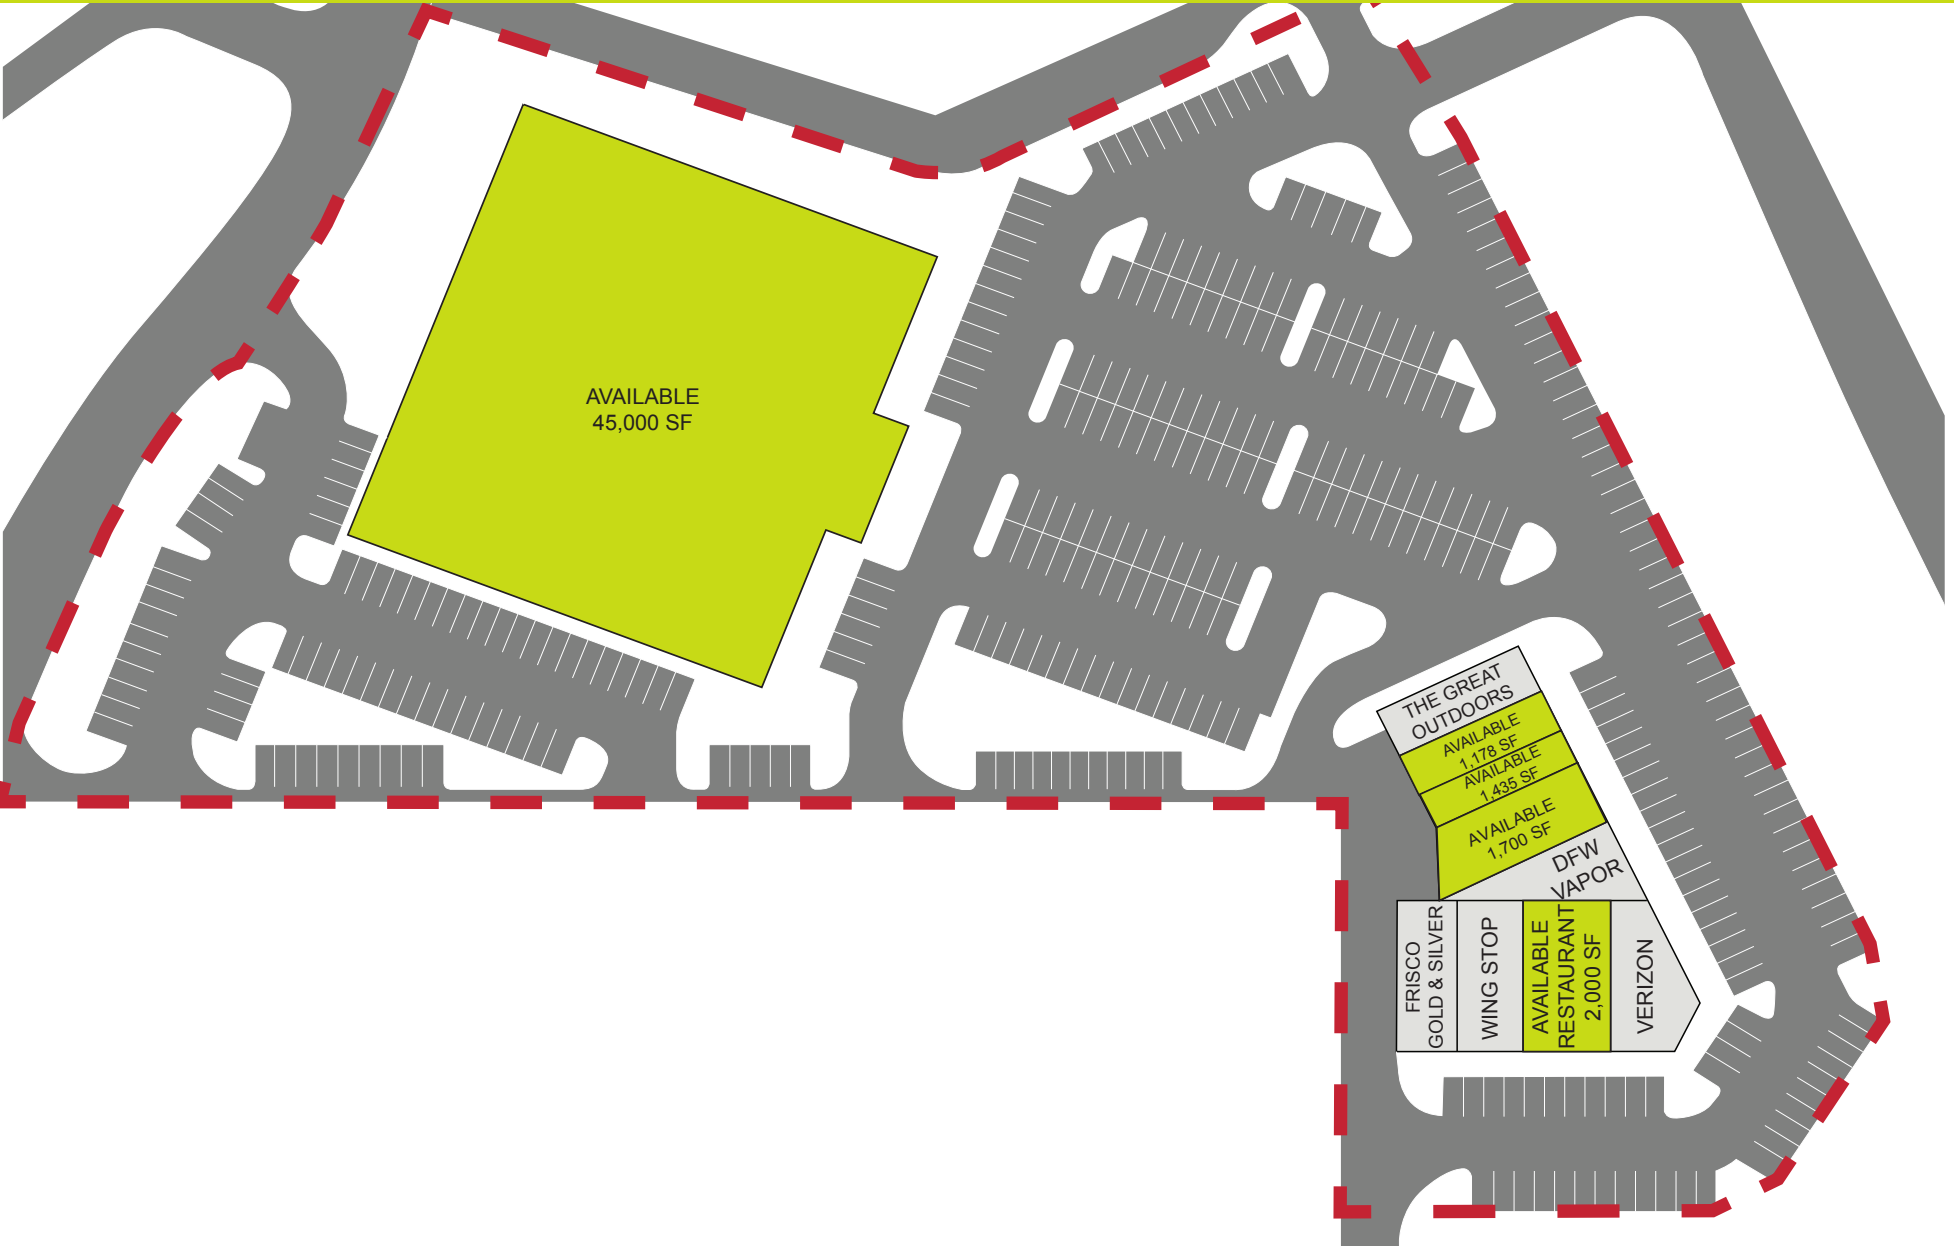 AVAILABLE
45,000 SF
THE GREAT
OUTDOORS
AVAILABLE
1,178 SF
AVAILABLE
1,435 SF
AVAILABLE
1,700 SF
DFW
VAPOR
FRISCO
GOLD & SILVER
WING STOP
AVAILABLE
RESTAURANT
2,000 SF
VERIZON